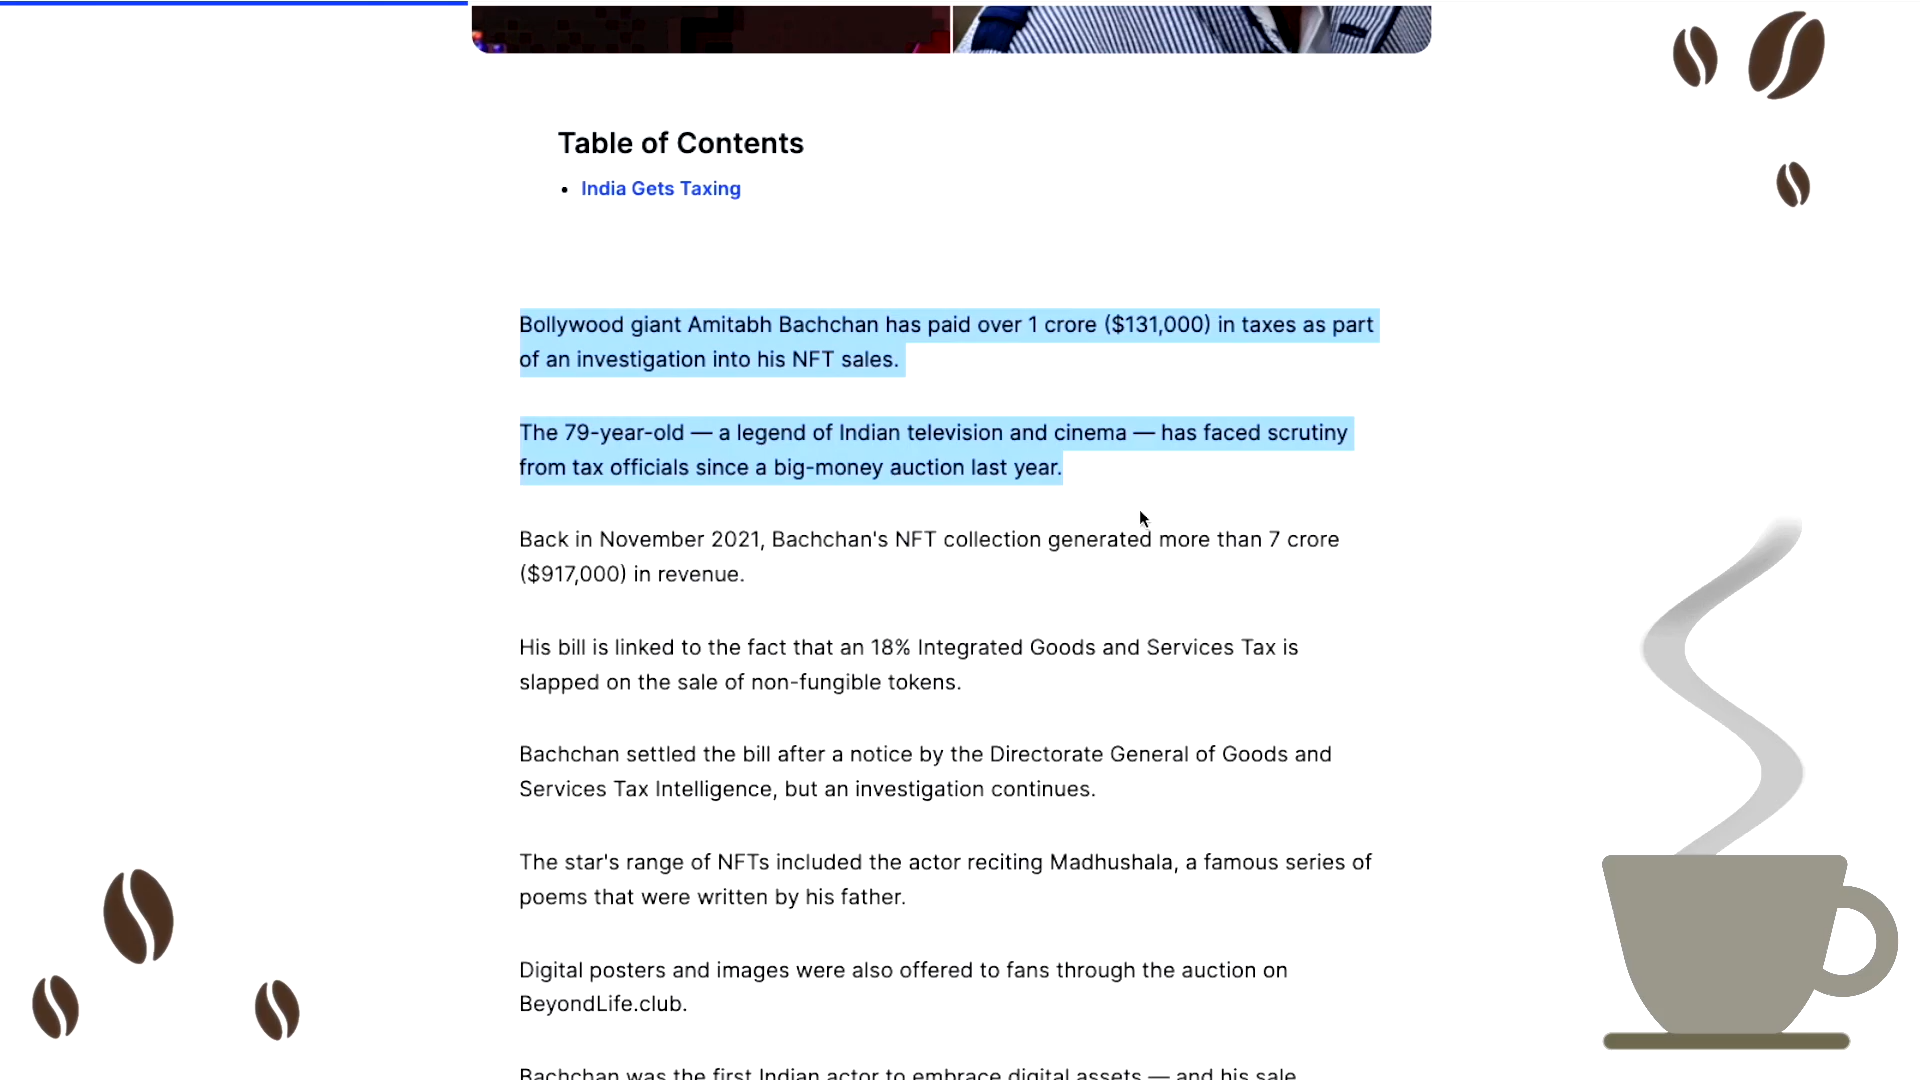 Table of Contents
• India Gets Taxing
Bollywood giant Amitabh Bachchan has paid over 1 crore ($131,000) in taxes as part
of an investigation into his NFT sales.
The 79-year-old — a legend of Indian television and cinema — has faced scrutiny
from tax officials since a big-money auction last year.
Back in November 2021, Bachchan's NFT collection generated more than 7 crore
($917,000) in revenue.
His bill is linked to the fact that an 18% Integrated Goods and Services Tax is
slapped on the sale of non-fungible tokens.
Bachchan settled the bill after a notice by the Directorate General of Goods and
Services Tax Intelligence, but an investigation continues.
The star's range of NFTs included the actor reciting Madhushala, a famous series of
poems that were written by his father.
Digital posters and images were also offered to fans through the auction on
BeyondLife.club.
Bachchan was the first Indian actor to embrace digital assets — and his sale